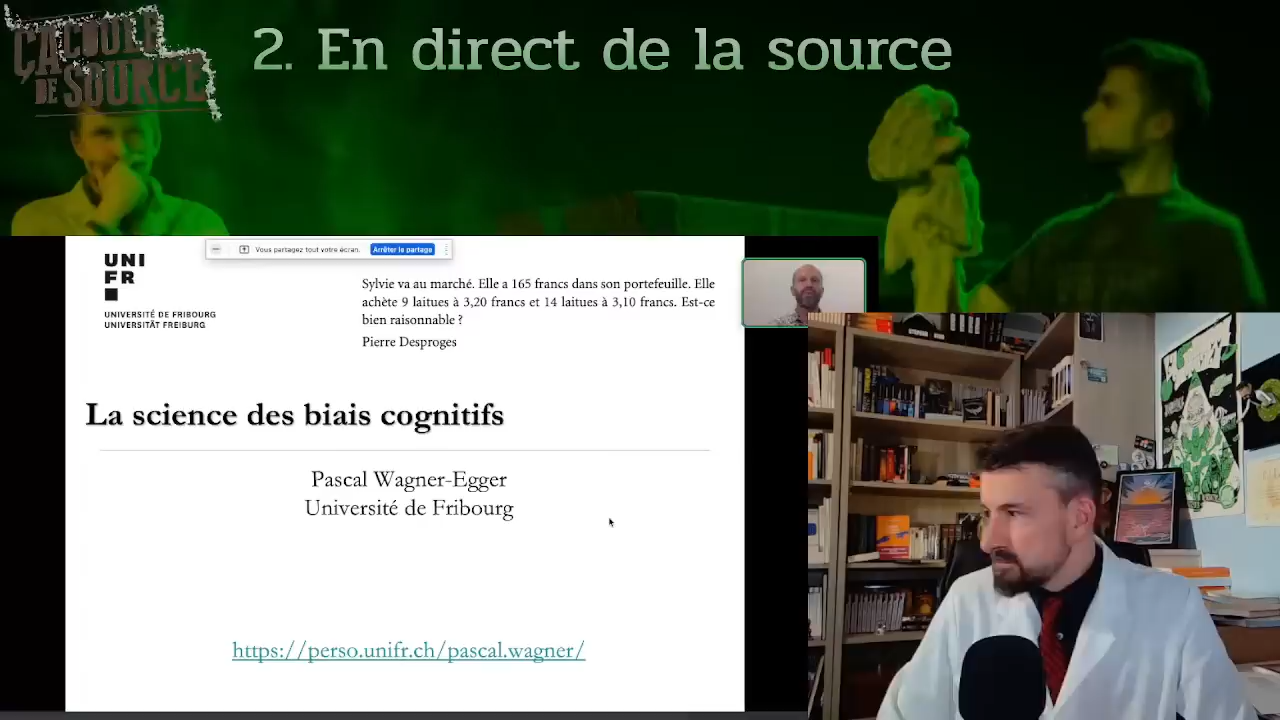 ÇA COULE
DE SOURCE
2. En direct de la source
UNI
FR
UNIVERSITÉ DE FRIBOURG
UNIVERSITÄT FREIBURG
Vous partagez tout votre écran.
Arrêter le partage
Sylvie va au marché. Elle a 165 francs dans son portefeuille. Elle
achète 9 laitues à 3,20 francs et 14 laitues à 3,10 francs. Est-ce
bien raisonnable ?
Pierre Desproges
La science des biais cognitifs
Pascal Wagner-Egger
Université de Fribourg
https://perso.unifr.ch/pascal.wagner/